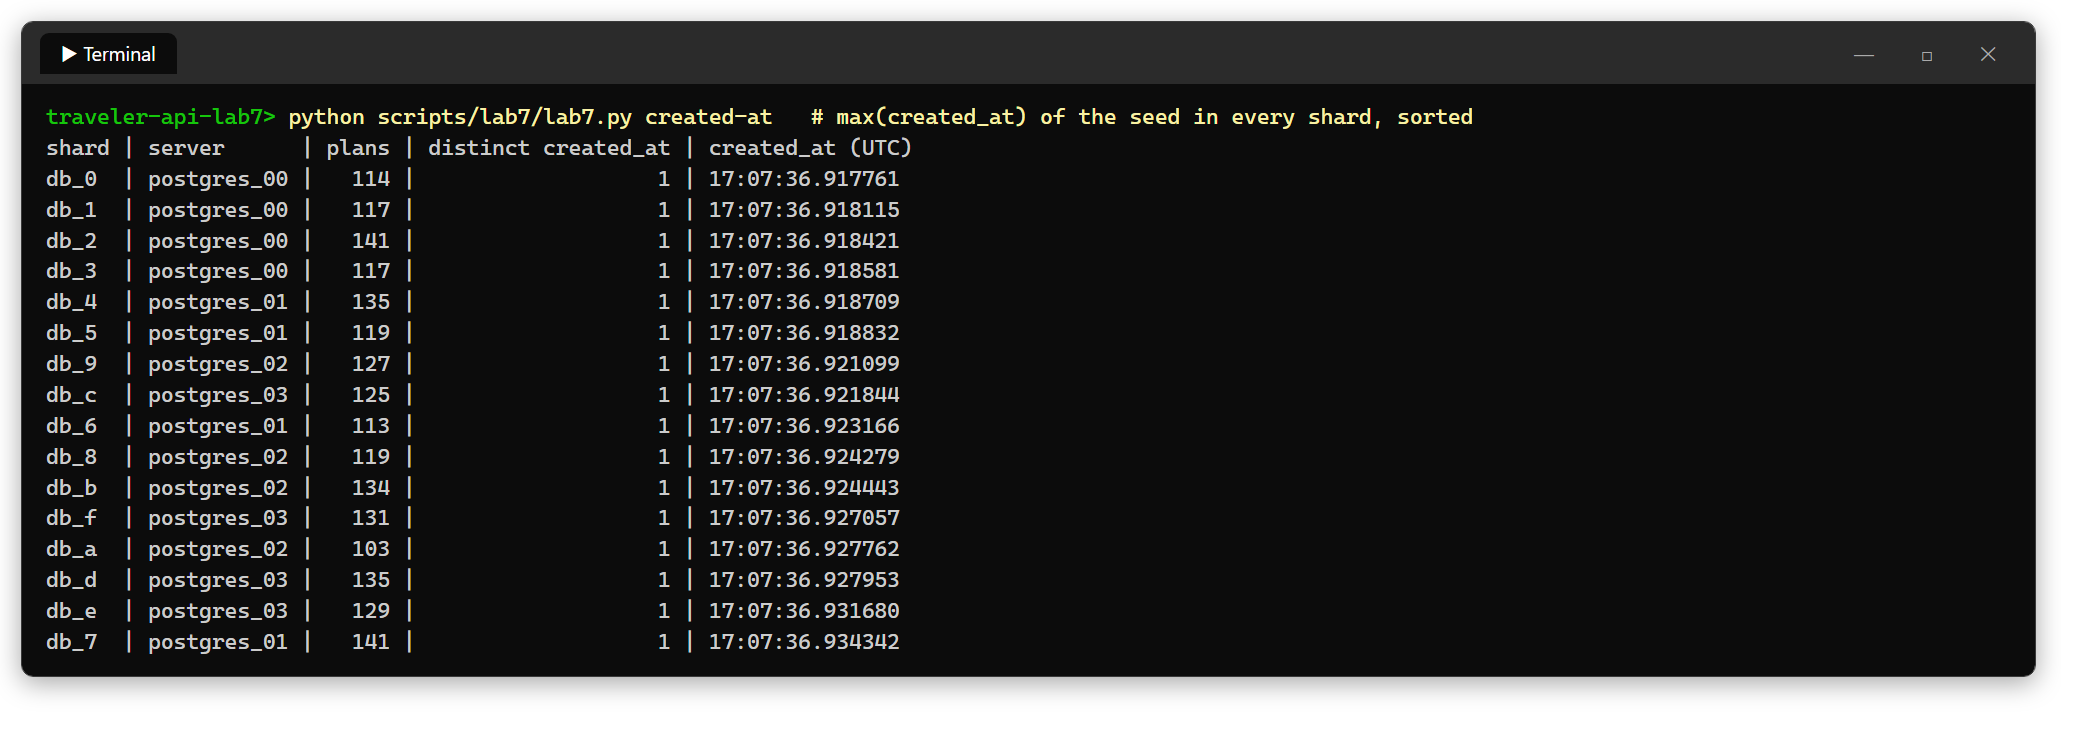 ▶ Terminal
traveler-api-lab7> python scripts/lab7/lab7.py created-at   # max(created_at) of the seed in every shard, sorted
shard | server      | plans | distinct created_at | created_at (UTC)
db_0  | postgres_00 |   114 |                   1 | 17:07:36.917761
db_1  | postgres_00 |   117 |                   1 | 17:07:36.918115
db_2  | postgres_00 |   141 |                   1 | 17:07:36.918421
db_3  | postgres_00 |   117 |                   1 | 17:07:36.918581
db_4  | postgres_01 |   135 |                   1 | 17:07:36.918709
db_5  | postgres_01 |   119 |                   1 | 17:07:36.918832
db_9  | postgres_02 |   127 |                   1 | 17:07:36.921099
db_c  | postgres_03 |   125 |                   1 | 17:07:36.921844
db_6  | postgres_01 |   113 |                   1 | 17:07:36.923166
db_8  | postgres_02 |   119 |                   1 | 17:07:36.924279
db_b  | postgres_02 |   134 |                   1 | 17:07:36.924443
db_f  | postgres_03 |   131 |                   1 | 17:07:36.927057
db_a  | postgres_02 |   103 |                   1 | 17:07:36.927762
db_d  | postgres_03 |   135 |                   1 | 17:07:36.927953
db_e  | postgres_03 |   129 |                   1 | 17:07:36.931680
db_7  | postgres_01 |   141 |                   1 | 17:07:36.934342